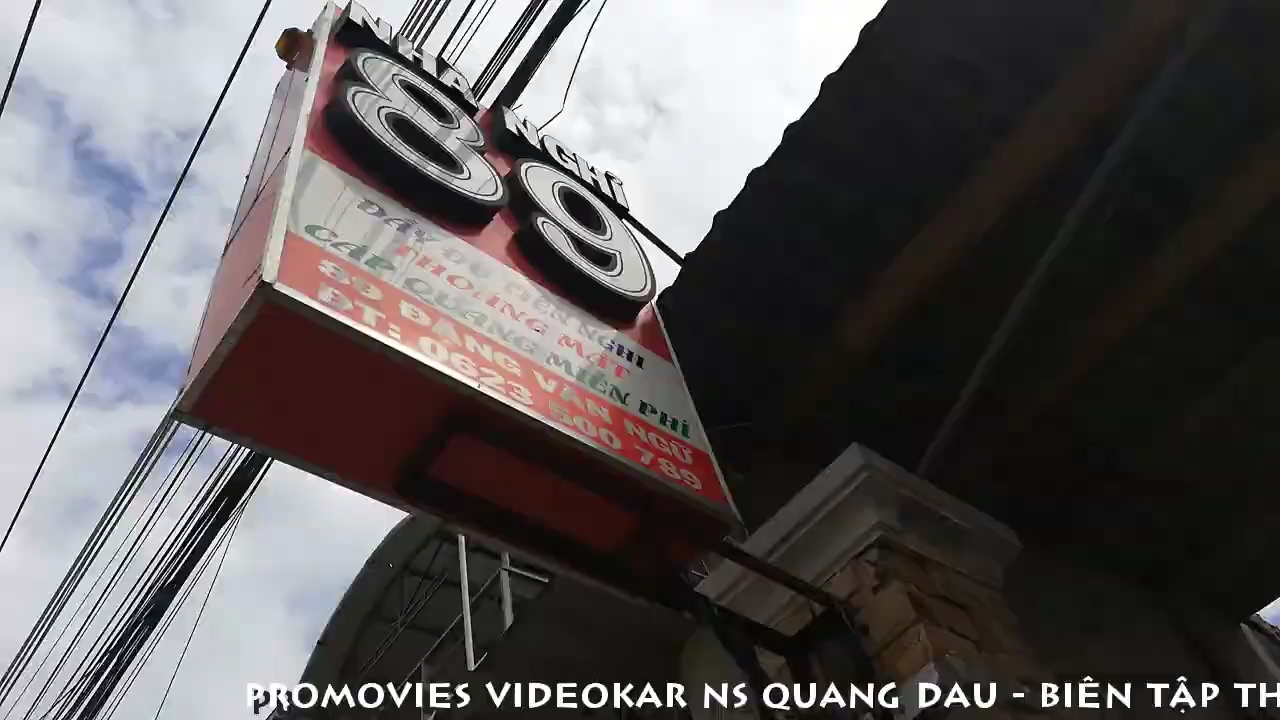 NHÀ NGHỈ
89
ĐẦY ĐỦ TIỆN NGHI
THOÁNG MÁT
CÁP QUANG MIỄN PHÍ
89 ĐẶNG VĂN NGỮ
ĐT: 0623 500 789
PROMOVIES VIDEOKAR NS QUANG DAU - BIÊN TẬP TH